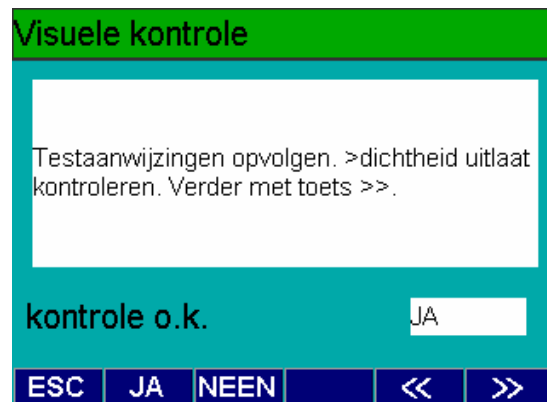 Visuele kontrole
Testaanwijzingen opvolgen. >dichtheid uitlaat
kontroleren. Verder met toets >>.
kontrole o.k. JA
ESC JA NEEN << >>